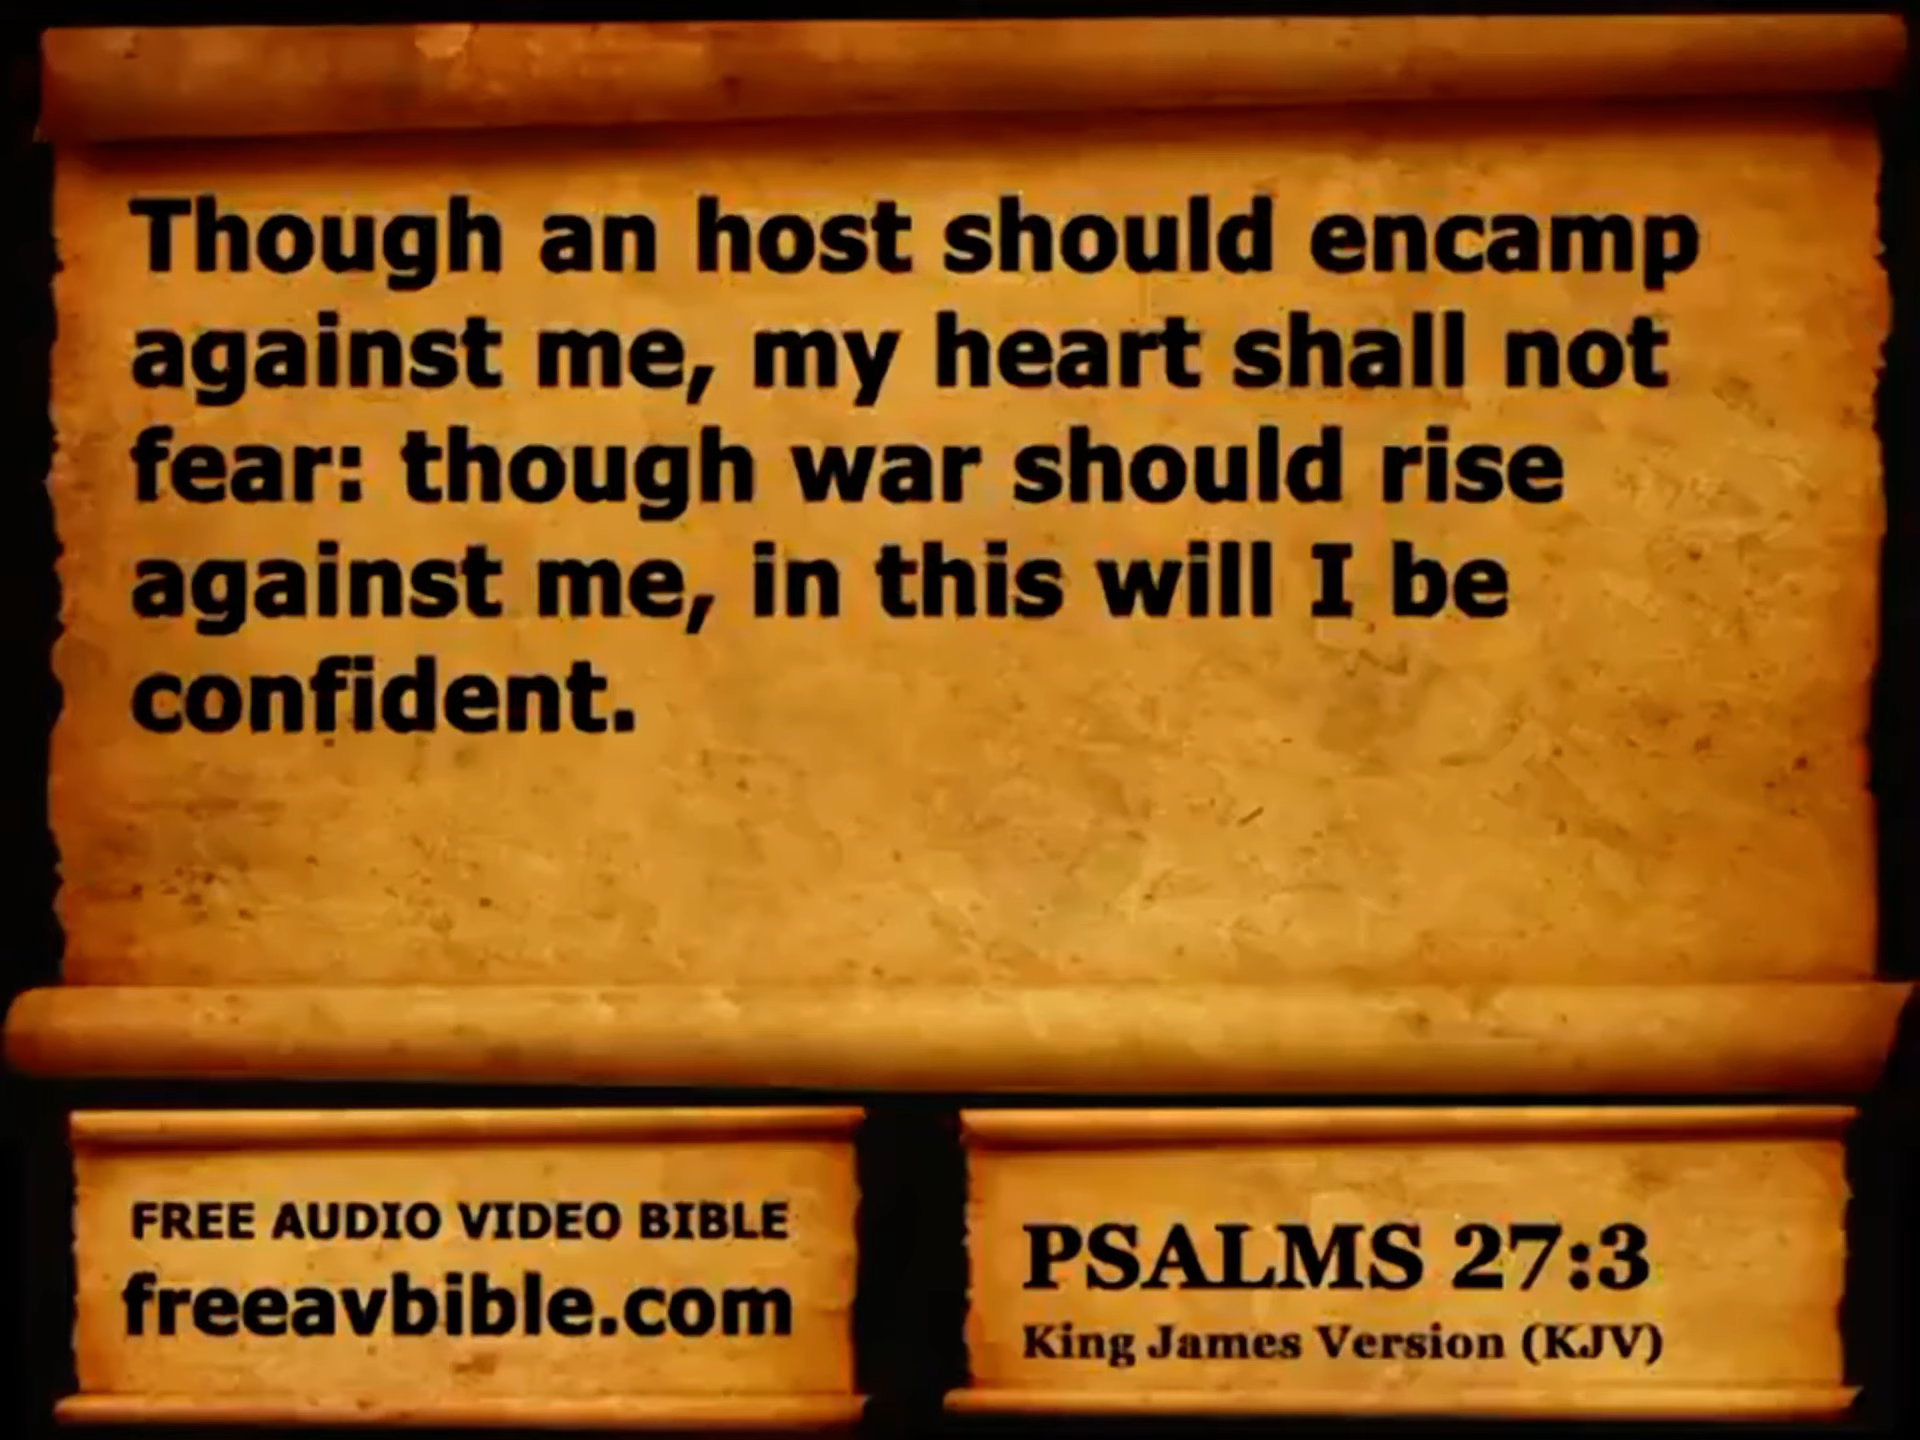 Though an host should encamp
against me, my heart shall not
fear: though war should rise
against me, in this will I be
confident.
FREE AUDIO VIDEO BIBLE
freeavbible.com
PSALMS 27:3
King James Version (KJV)